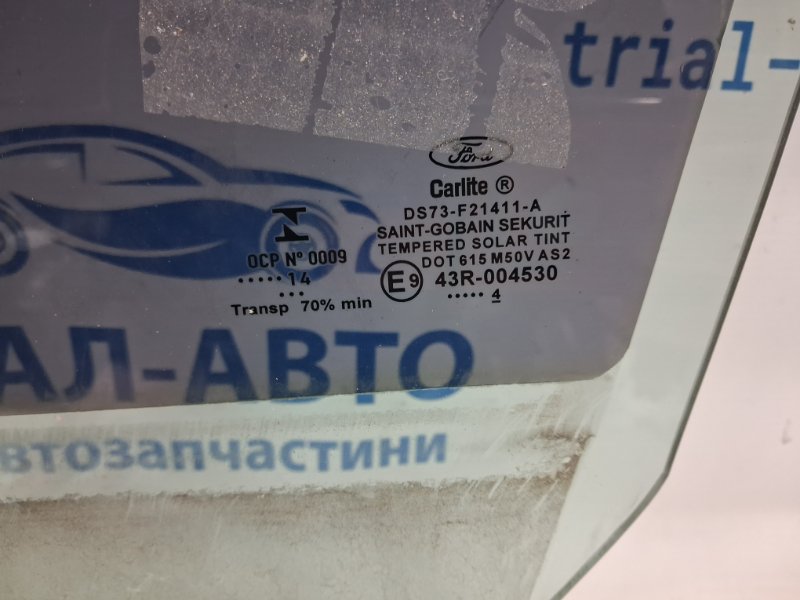 trial-
Ford
Carlite ®
DS73-F21411-A
SAINT-GOBAIN SEKURIT
TEMPERED SOLAR TINT
DOT 615 M50V AS2
E9 43R-004530
..... 4
OCP Nº 0009
..... 14
...
Transp 70% min
АЛ-АВТО
втозапчастини